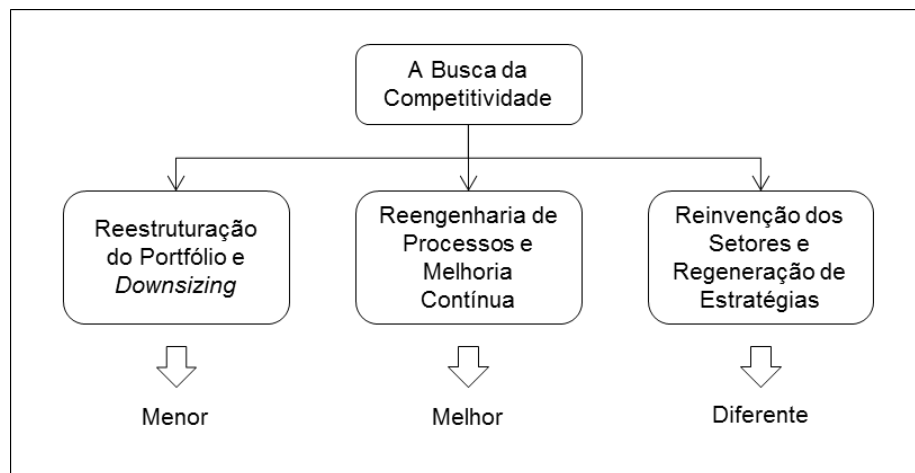 A Busca da
Competitividade
Reestruturação
do Portfólio e
Downsizing
Reengenharia de
Processos e
Melhoria
Contínua
Reinvenção dos
Setores e
Regeneração de
Estratégias
Menor
Melhor
Diferente